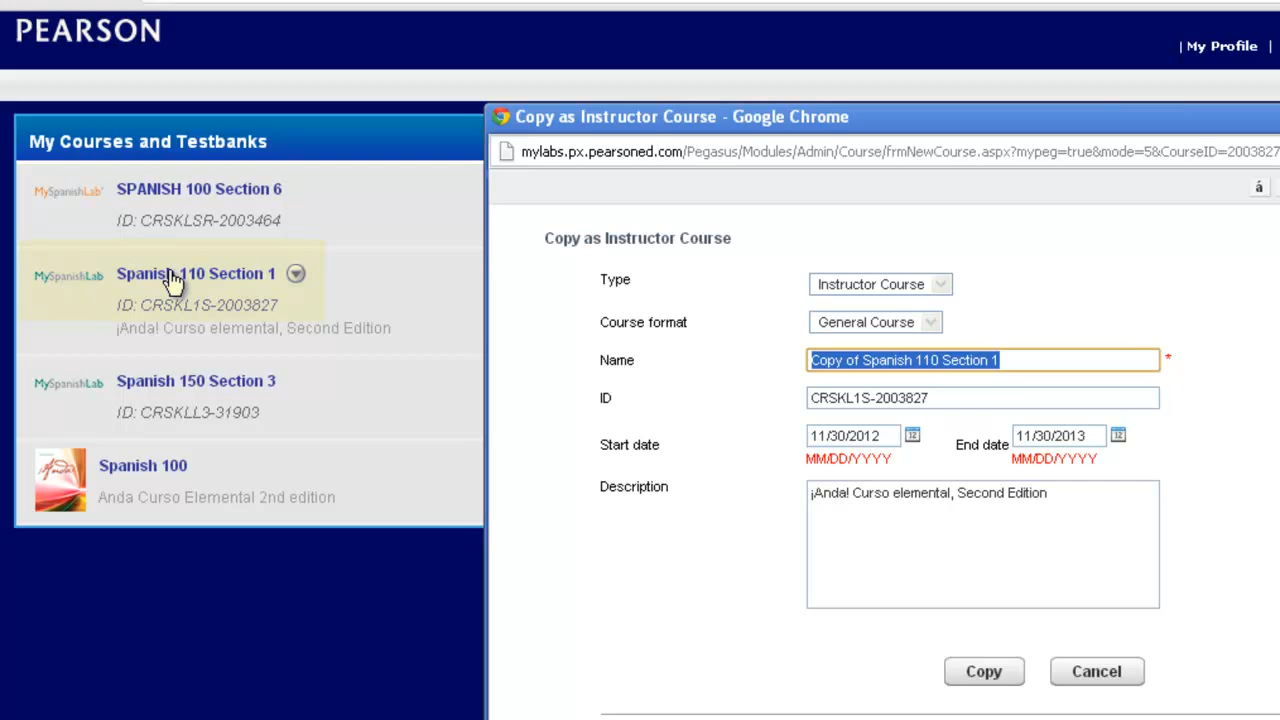 PEARSON
| My Profile |
My Courses and Testbanks
MySpanishLab
SPANISH 100 Section 6
ID: CRSKLSR-2003464
MySpanishLab
Spanish 110 Section 1
ID: CRSKL1S-2003827
¡Anda! Curso elemental, Second Edition
MySpanishLab
Spanish 150 Section 3
ID: CRSKLL3-31903
Spanish 100
Anda Curso Elemental 2nd edition
Copy as Instructor Course - Google Chrome
mylabs.px.pearsoned.com/Pegasus/Modules/Admin/Course/frmNewCourse.aspx?mypeg=true&mode=5&CourseID=2003827
á
Copy as Instructor Course
Type Instructor Course
Course format General Course
Name Copy of Spanish 110 Section 1 *
ID CRSKL1S-2003827
Start date 11/30/2012 12 End date 11/30/2013 12
MM/DD/YYYY MM/DD/YYYY
Description ¡Anda! Curso elemental, Second Edition
Copy Cancel